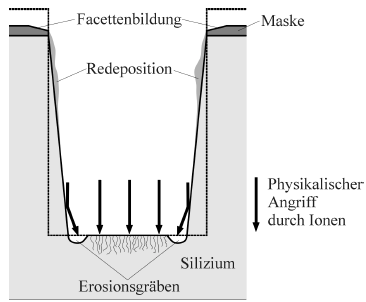 Facettenbildung
Maske
Redeposition
Physikalischer
Angriff
durch Ionen
Silizium
Erosionsgräben